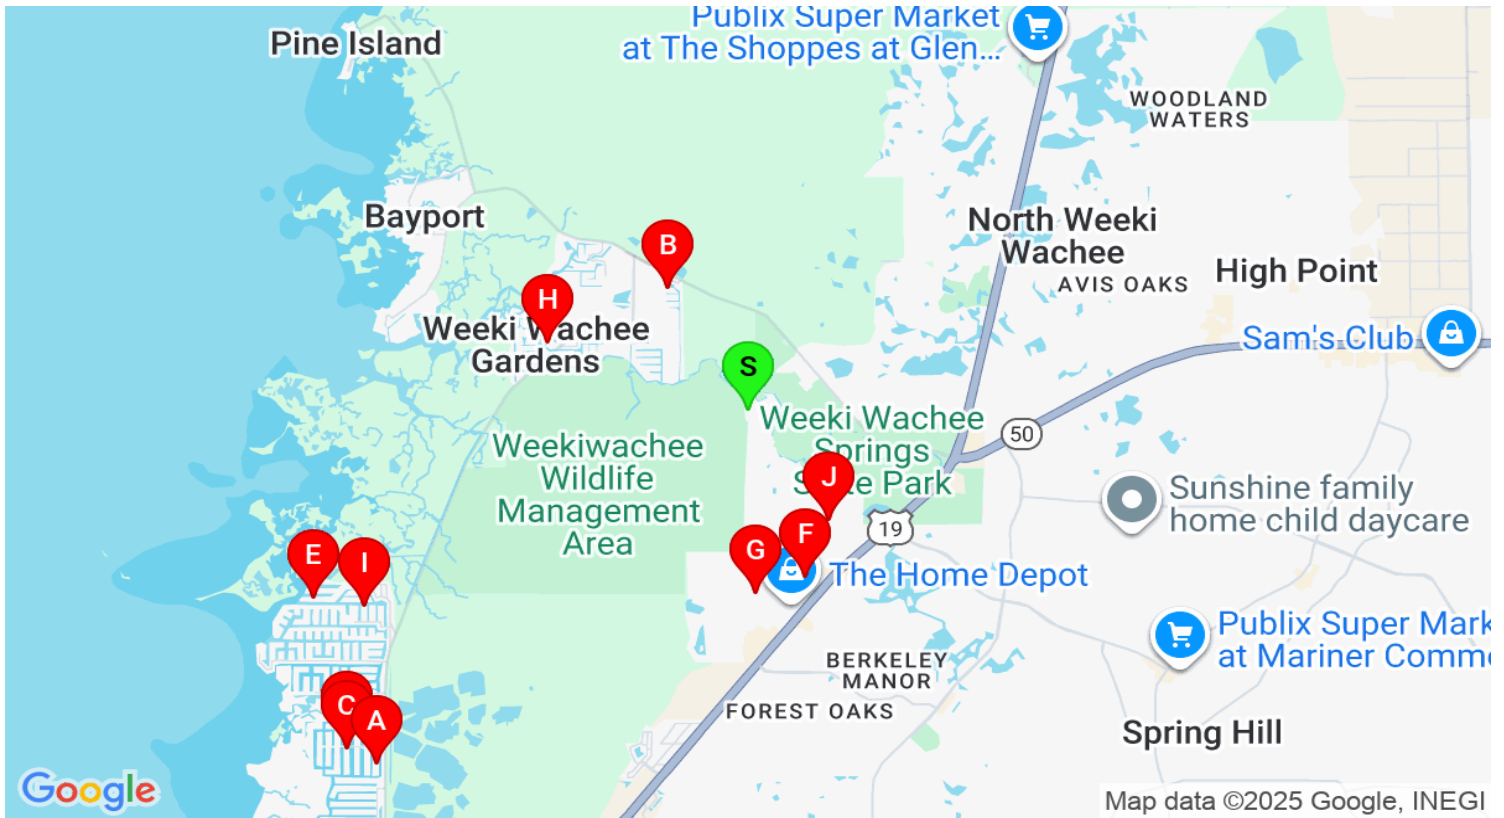 Publix Super Market
at The Shoppes at Glen...
Pine Island
WOODLAND
WATERS
Bayport
North Weeki
Wachee
B
High Point
AVIS OAKS
H
Weeki Wachee
Gardens
Sam's Club
S
Weeki Wachee
Springs
State Park
50
Weekiwachee
Wildlife
Management
Area
J
Sunshine family
home child daycare
19
F
G
E
I
The Home Depot
Publix Super Mark
at Mariner Comme
BERKELEY
MANOR
C
A
FOREST OAKS
Spring Hill
Google
Map data ©2025 Google, INEGI